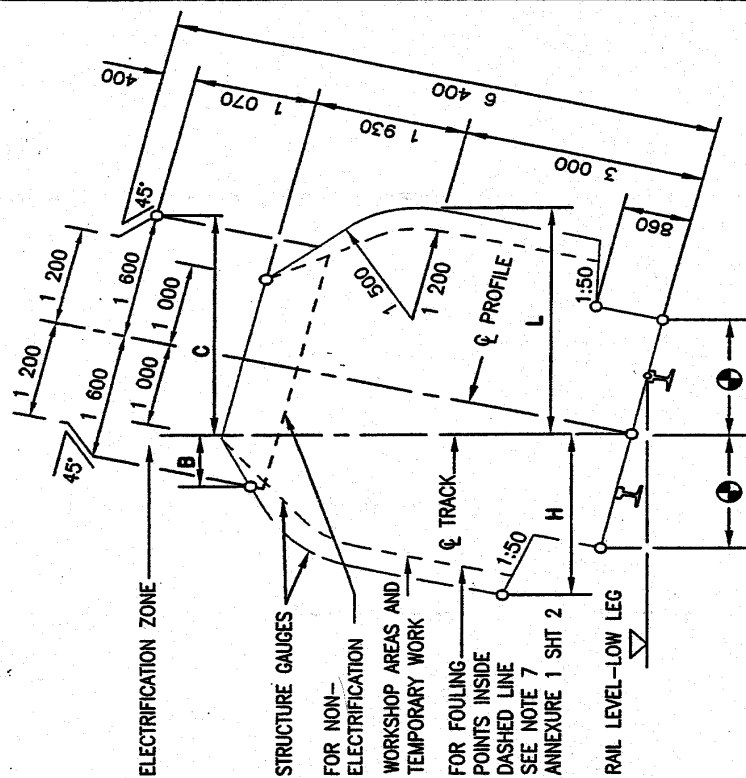 ELECTRIFICATION ZONE
STRUCTURE GAUGES
FOR NON-
ELECTRIFICATION
WORKSHOP AREAS AND
TEMPORARY WORK
FOR FOULING
POINTS INSIDE
DASHED LINE
SEE NOTE 7
ANNEXURE 1 SHT 2
RAIL LEVEL-LOW LEG
45°
1 200
1 600
1 000
1 200
1 600
1 000
45°
400
1 070
1 930
3 000
6 400
860
B
C
1 500
1 200
℄ PROFILE
L
℄ TRACK
H
1:50
1:50